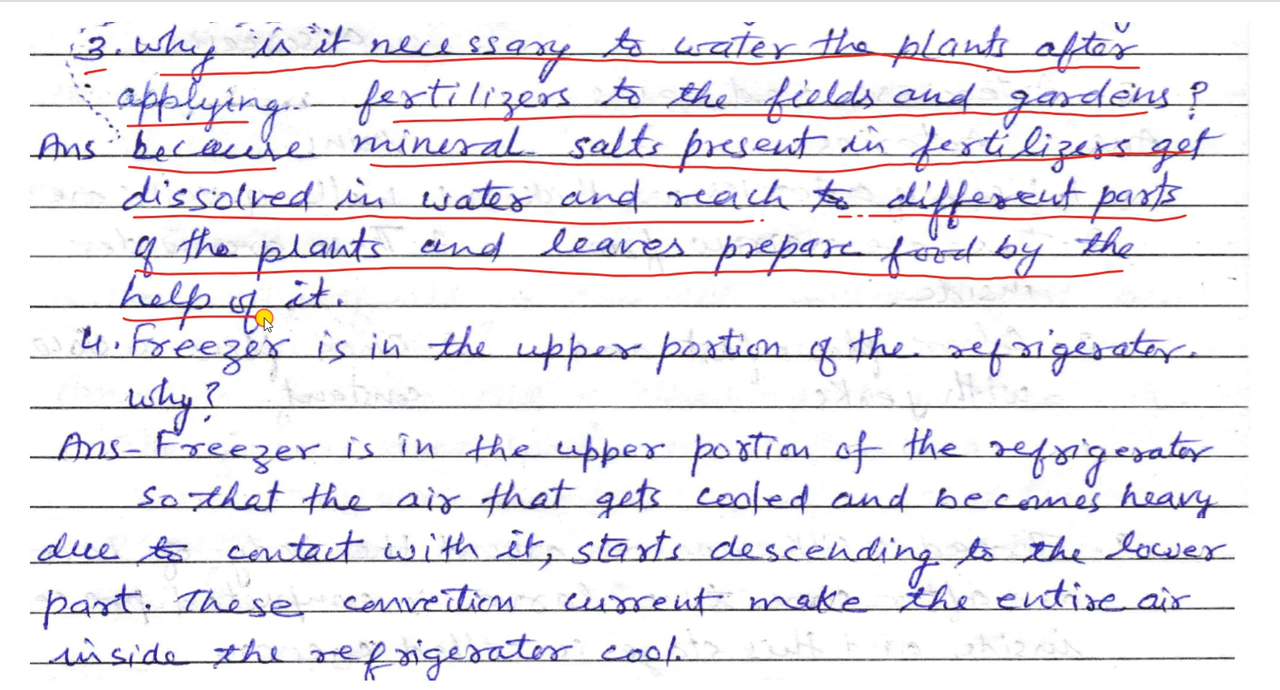 3. why is it necessary to water the plants after
applying fertilizers to the fields and gardens?
Ans because mineral salts present in fertilizers get
dissolved in water and reach to different parts
of the plants and leaves prepare food by the
help of it.
4. Freezer is in the upper portion of the refrigerator.
why?
Ans- Freezer is in the upper portion of the refrigerator
so that the air that gets cooled and becomes heavy
due to contact with it, starts descending to the lower
part. These convection current make the entire air
inside the refrigerator cool.